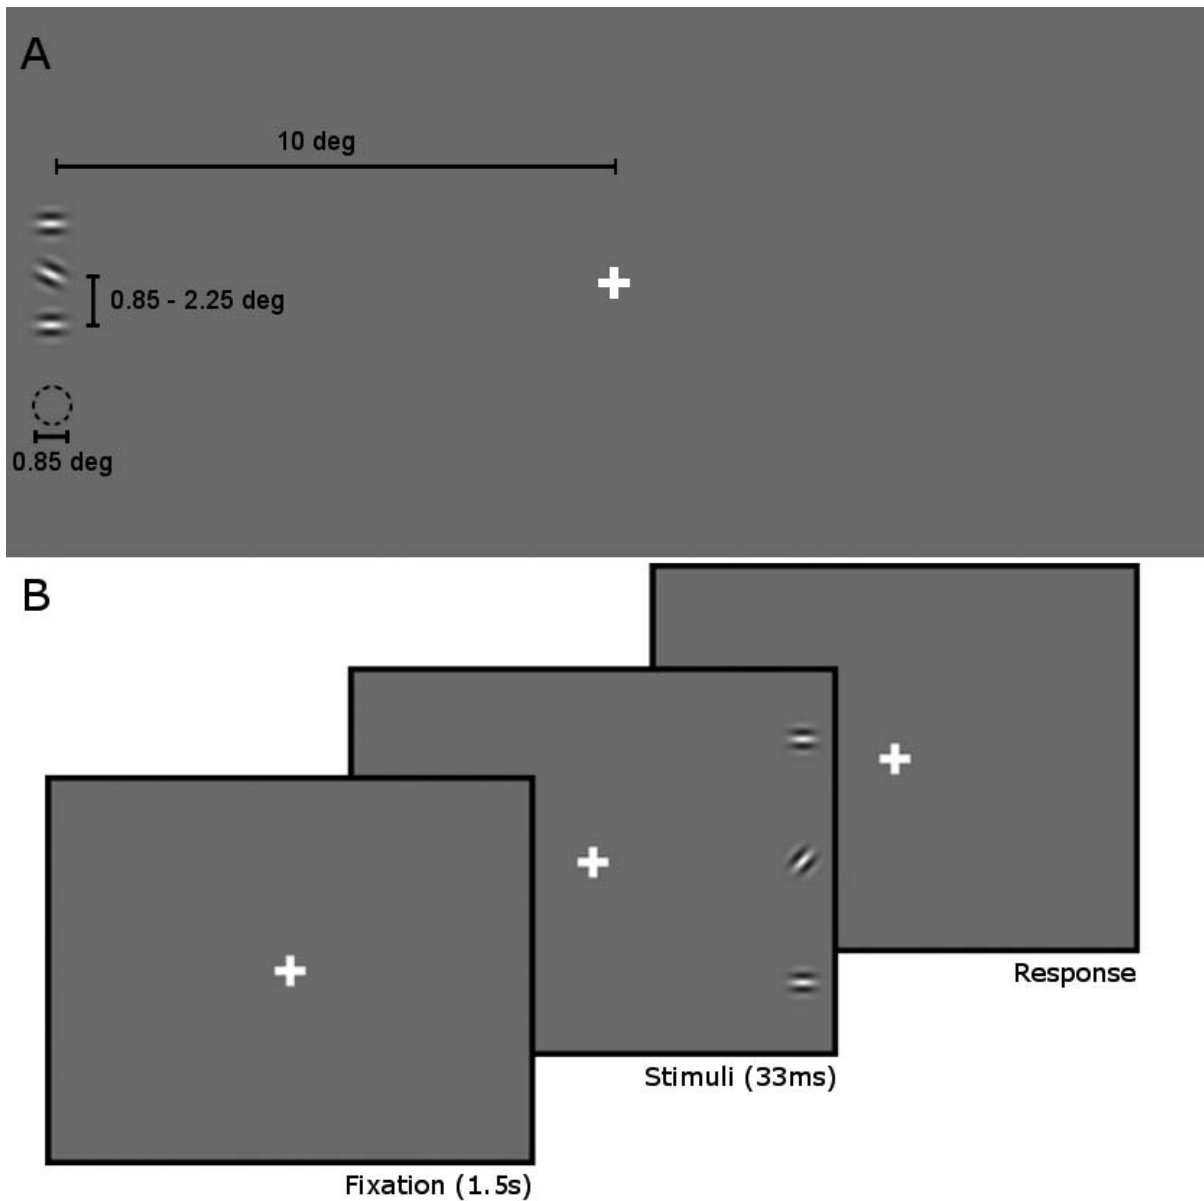 A
10 deg
0.85 - 2.25 deg
0.85 deg
B
Response
Stimuli (33ms)
Fixation (1.5s)